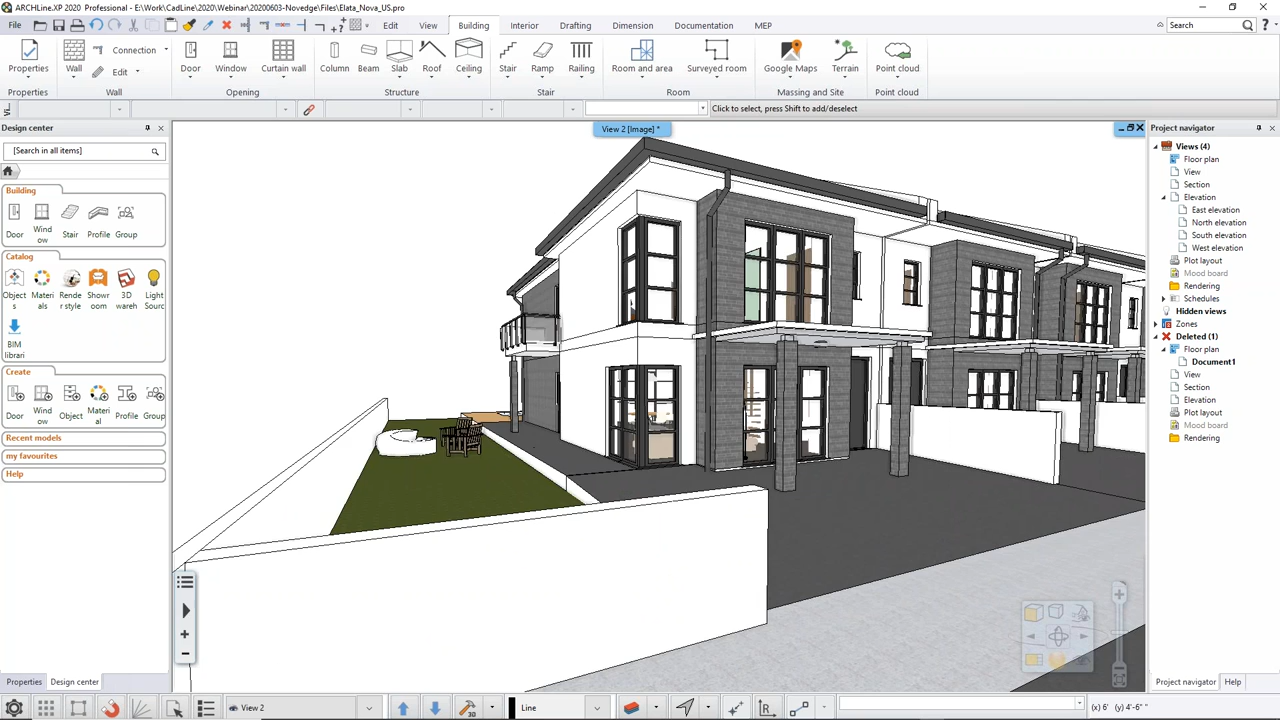 ARCHLine.XP 2020 Professional - E:\Work\CadLine\2020\Webinar\20200603-Novedge\Files\Elata_Nova_US.pro
File Edit View Building Interior Drafting Dimension Documentation MEP Search
Properties Wall Connection Edit Door Window Curtain wall Column Beam Slab Roof Ceiling Stair Ramp Railing Room and area Surveyed room Google Maps Terrain Point cloud
Properties Wall Opening Structure Stair Room Massing and Site Point cloud
Click to select, press Shift to add/deselect
Design center
[Search in all items]
Building
Door Wind ow Stair Profile Group
Catalog
Object s Materi als Rende r style Showr oom 3D wareh Light Sourc
BIM librari
Create
Door Wind ow Object Materi al Profile Group
Recent models
my favourites
Help
Properties Design center
View 2 [Image] *
Project navigator
Views (4)
Floor plan
View
Section
Elevation
East elevation
North elevation
South elevation
West elevation
Plot layout
Mood board
Rendering
Schedules
Hidden views
Zones
Deleted (1)
Floor plan
Document1
View
Section
Elevation
Plot layout
Mood board
Rendering
Project navigator Help
View 2 Line (x) 6' (y) 4'-6"